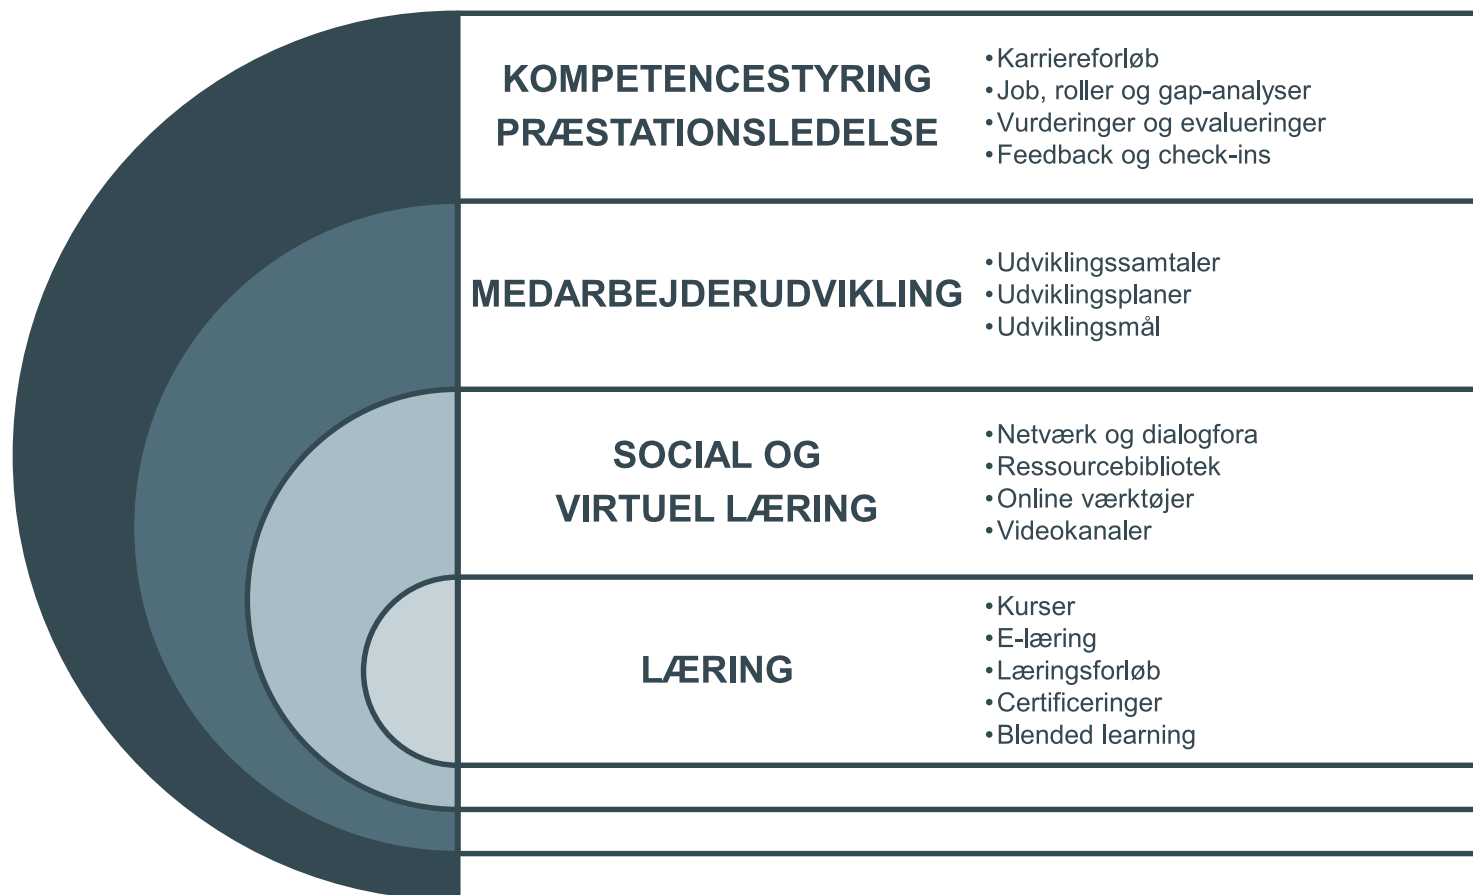 KOMPETENCESTYRING
PRÆSTATIONSLEDELSE
•Karriereforløb
•Job, roller og gap-analyser
•Vurderinger og evalueringer
•Feedback og check-ins
MEDARBEJDERUDVIKLING
•Udviklingssamtaler
•Udviklingsplaner
•Udviklingsmål
SOCIAL OG
VIRTUEL LÆRING
•Netværk og dialogfora
•Ressourcebibliotek
•Online værktøjer
•Videokanaler
LÆRING
•Kurser
•E-læring
•Læringsforløb
•Certificeringer
•Blended learning